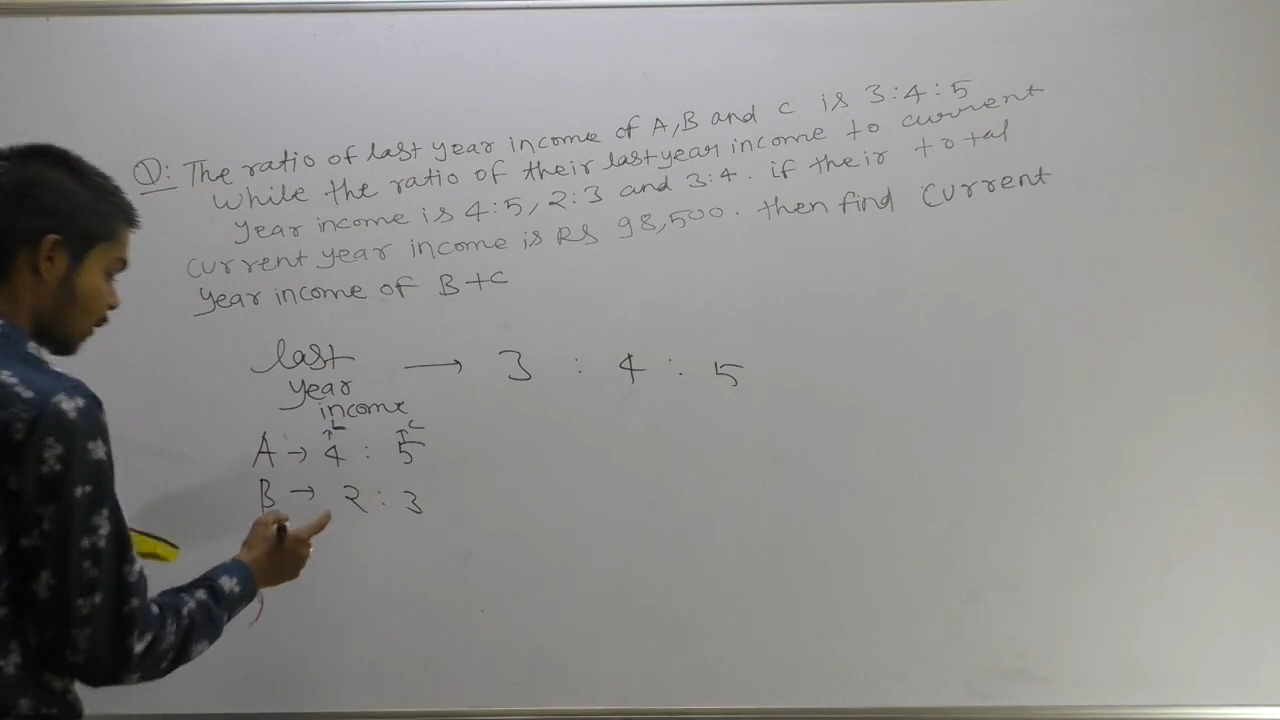 Q: The ratio of last year income of A, B and C is 3:4:5
while the ratio of their last year income to current
year income is 4:5, 2:3 and 3:4. if their total
current year income is RS 98,500. then find current
year income of B+C
last → 3 : 4 : 5
year
income
L C
A → 4 : 5
B → 2 : 3